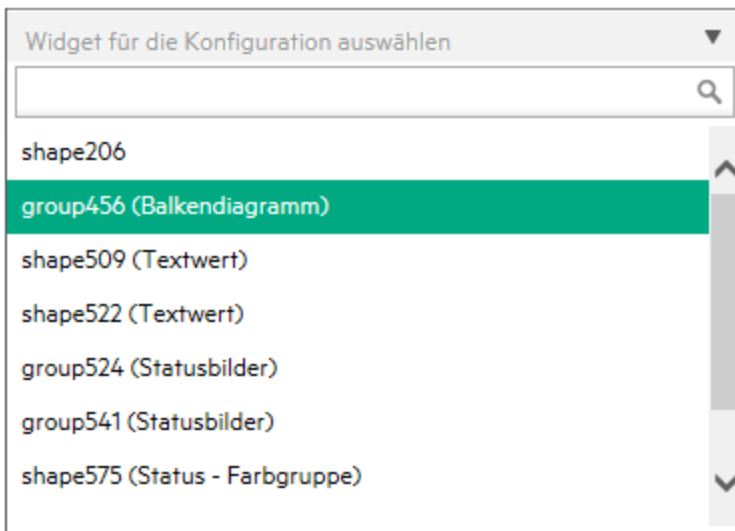 Widget für die Konfiguration auswählen
shape206
group456 (Balkendiagramm)
shape509 (Textwert)
shape522 (Textwert)
group524 (Statusbilder)
group541 (Statusbilder)
shape575 (Status - Farbgruppe)